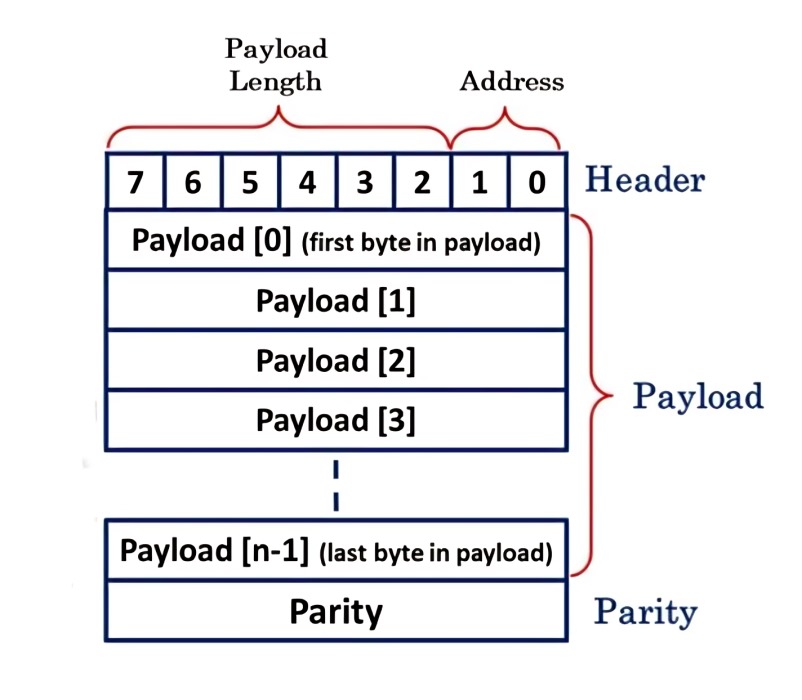 Payload
Length
Address
7 6 5 4 3 2 1 0
Header
Payload [0] (first byte in payload)
Payload [1]
Payload [2]
Payload [3]
Payload
Payload [n-1] (last byte in payload)
Parity
Parity